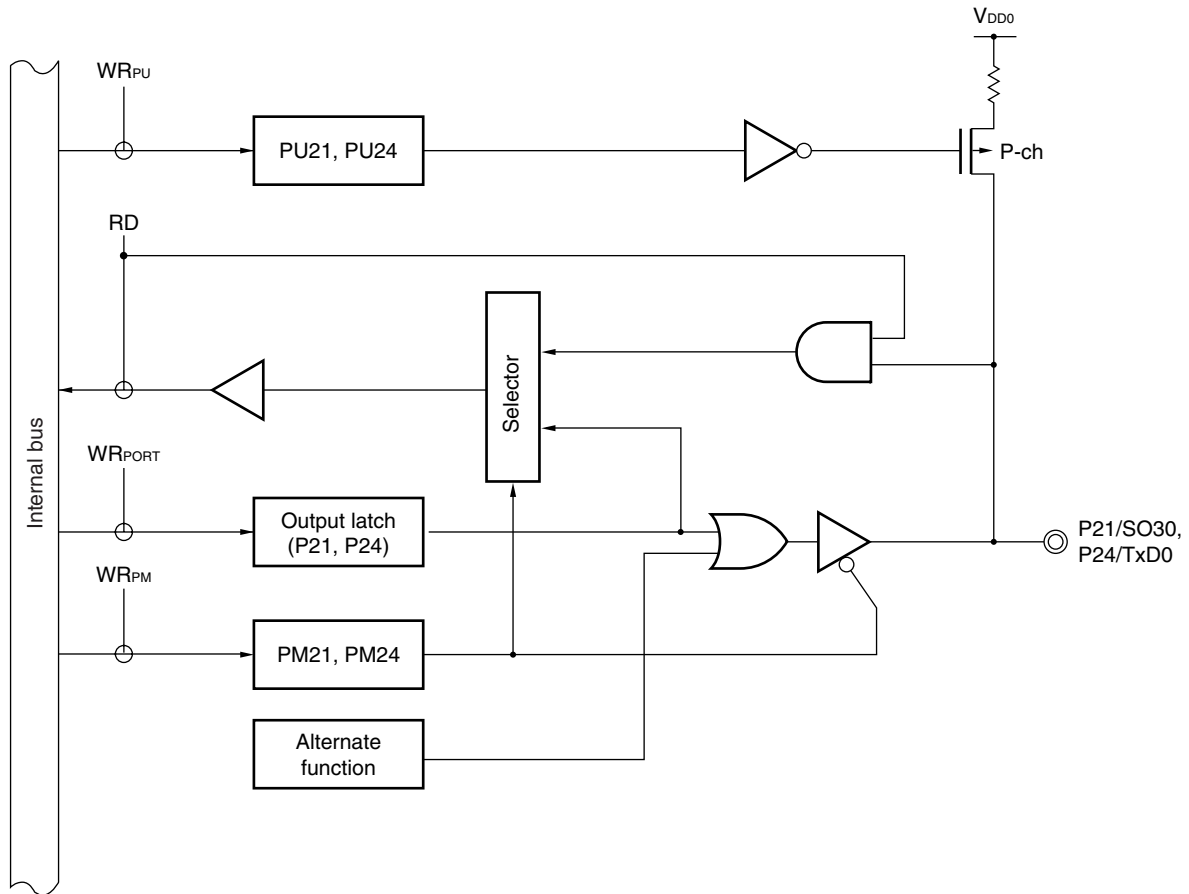 VDD0
WRPU
PU21, PU24
P-ch
RD
Selector
Internal bus
WRPORT
Output latch
(P21, P24)
P21/SO30,
P24/TxD0
WRPM
PM21, PM24
Alternate
function